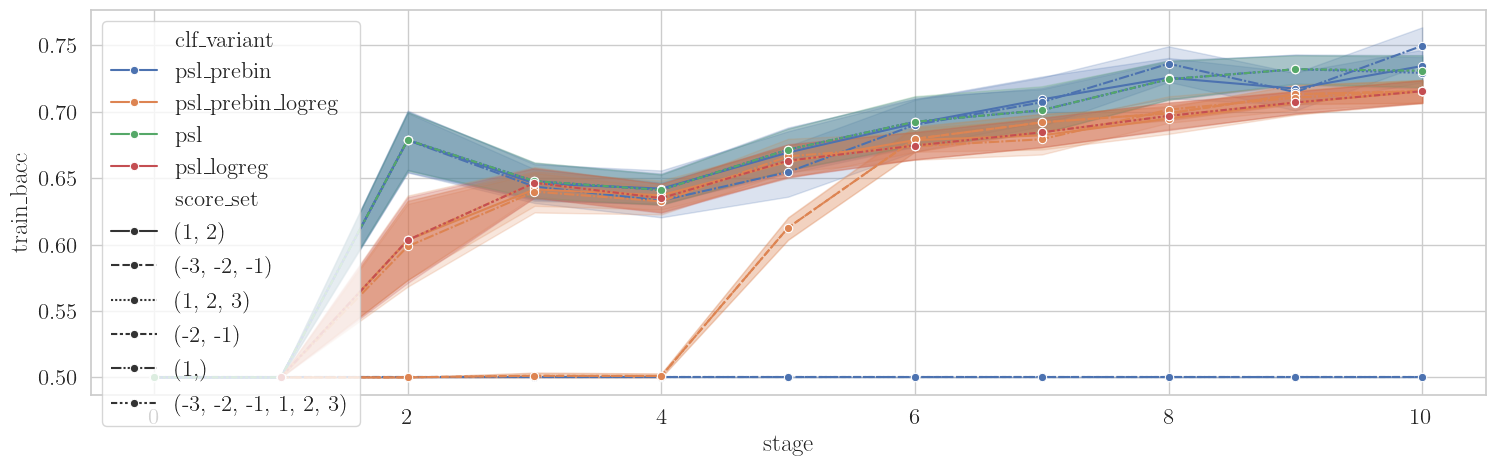 train_bacc
0.75
0.70
0.65
0.60
0.55
0.50
clf_variant
psl_prebin
psl_prebin_logreg
psl
psl_logreg
score_set
(1, 2)
(-3, -2, -1)
(1, 2, 3)
(-2, -1)
(1,)
(-3, -2, -1, 1, 2, 3)
0 2 4 6 8 10
stage